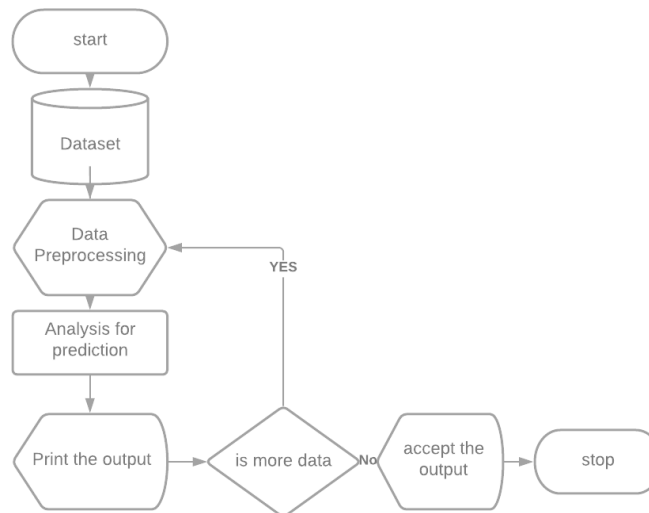 start
Dataset
Data
Preprocessing
YES
Analysis for
prediction
Print the output
is more data
No
accept the
output
stop